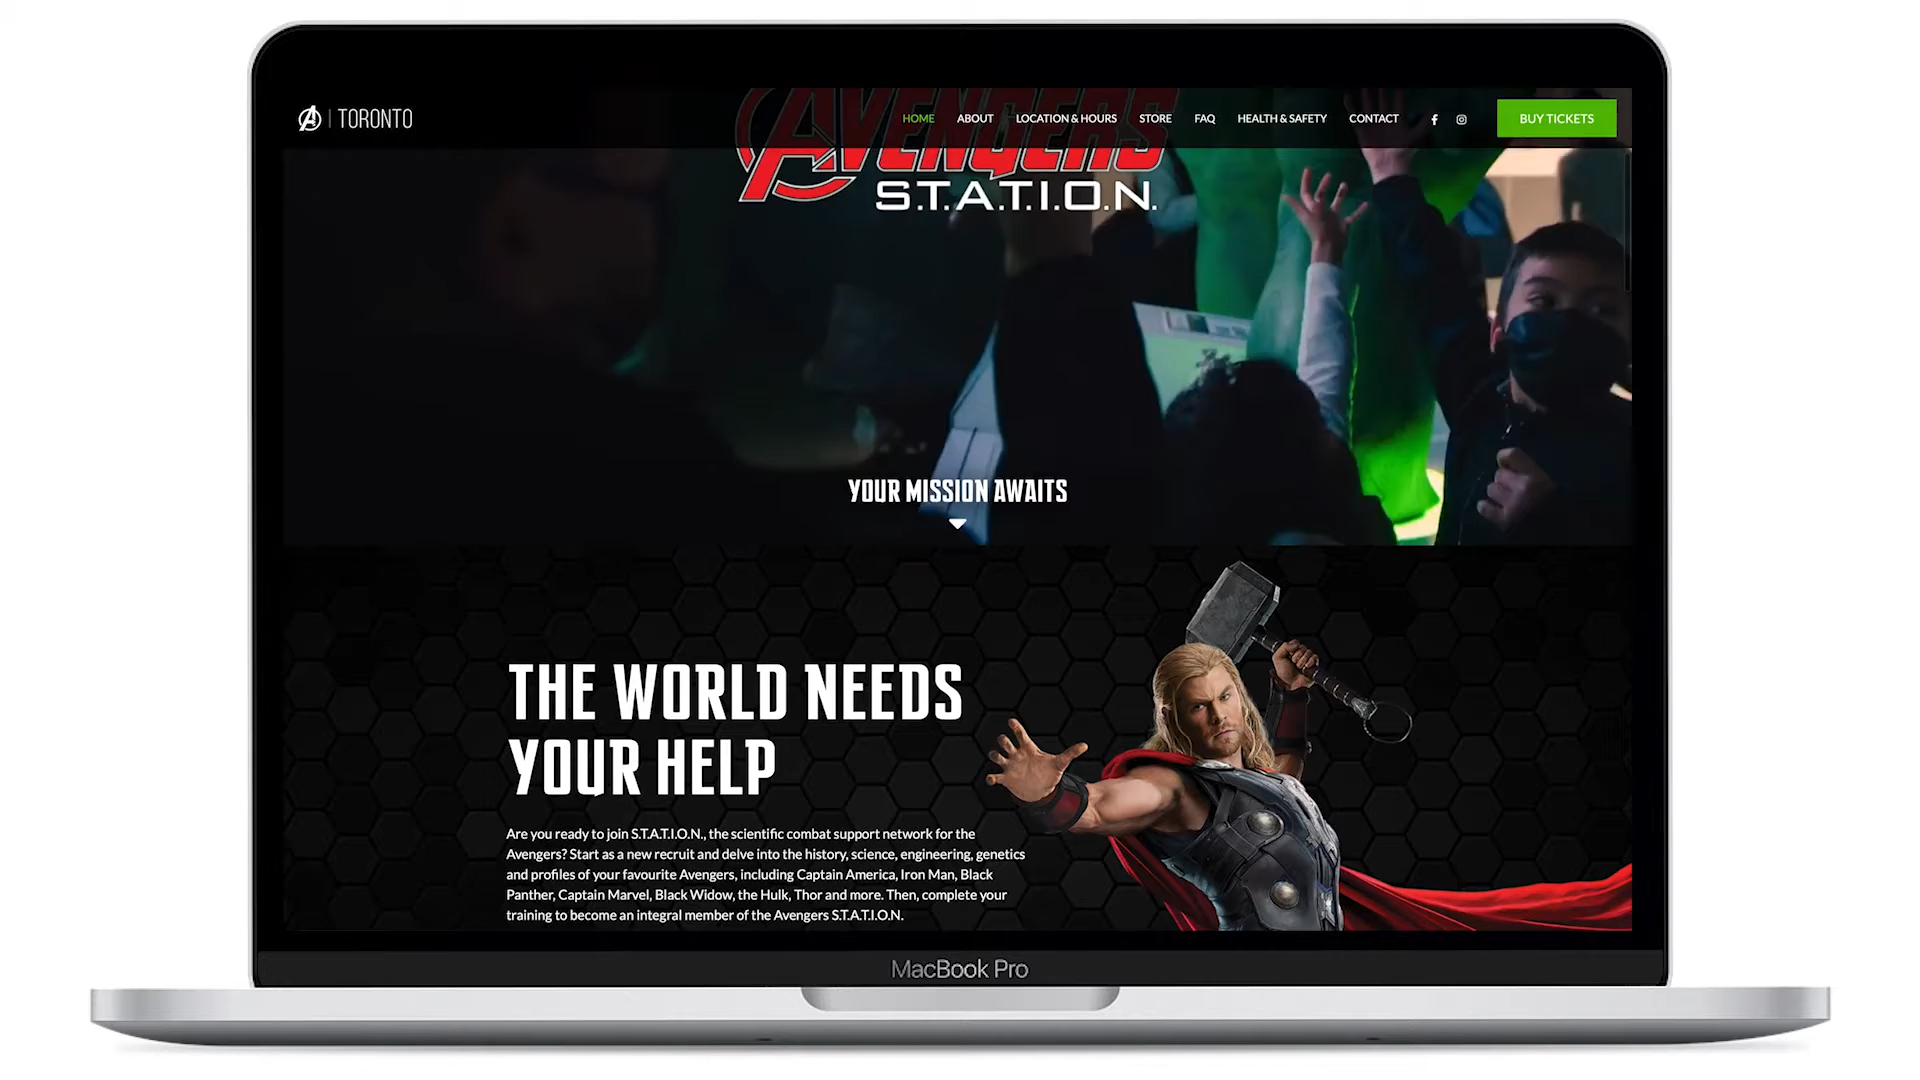 TORONTO
HOME ABOUT LOCATION & HOURS STORE FAQ HEALTH & SAFETY CONTACT BUY TICKETS
AVENGERS
S.T.A.T.I.O.N.
YOUR MISSION AWAITS
THE WORLD NEEDS
YOUR HELP
Are you ready to join S.T.A.T.I.O.N., the scientific combat support network for the
Avengers? Start as a new recruit and delve into the history, science, engineering, genetics
and profiles of your favourite Avengers, including Captain America, Iron Man, Black
Panther, Captain Marvel, Black Widow, the Hulk, Thor and more. Then, complete your
training to become an integral member of the Avengers S.T.A.T.I.O.N.
MacBook Pro